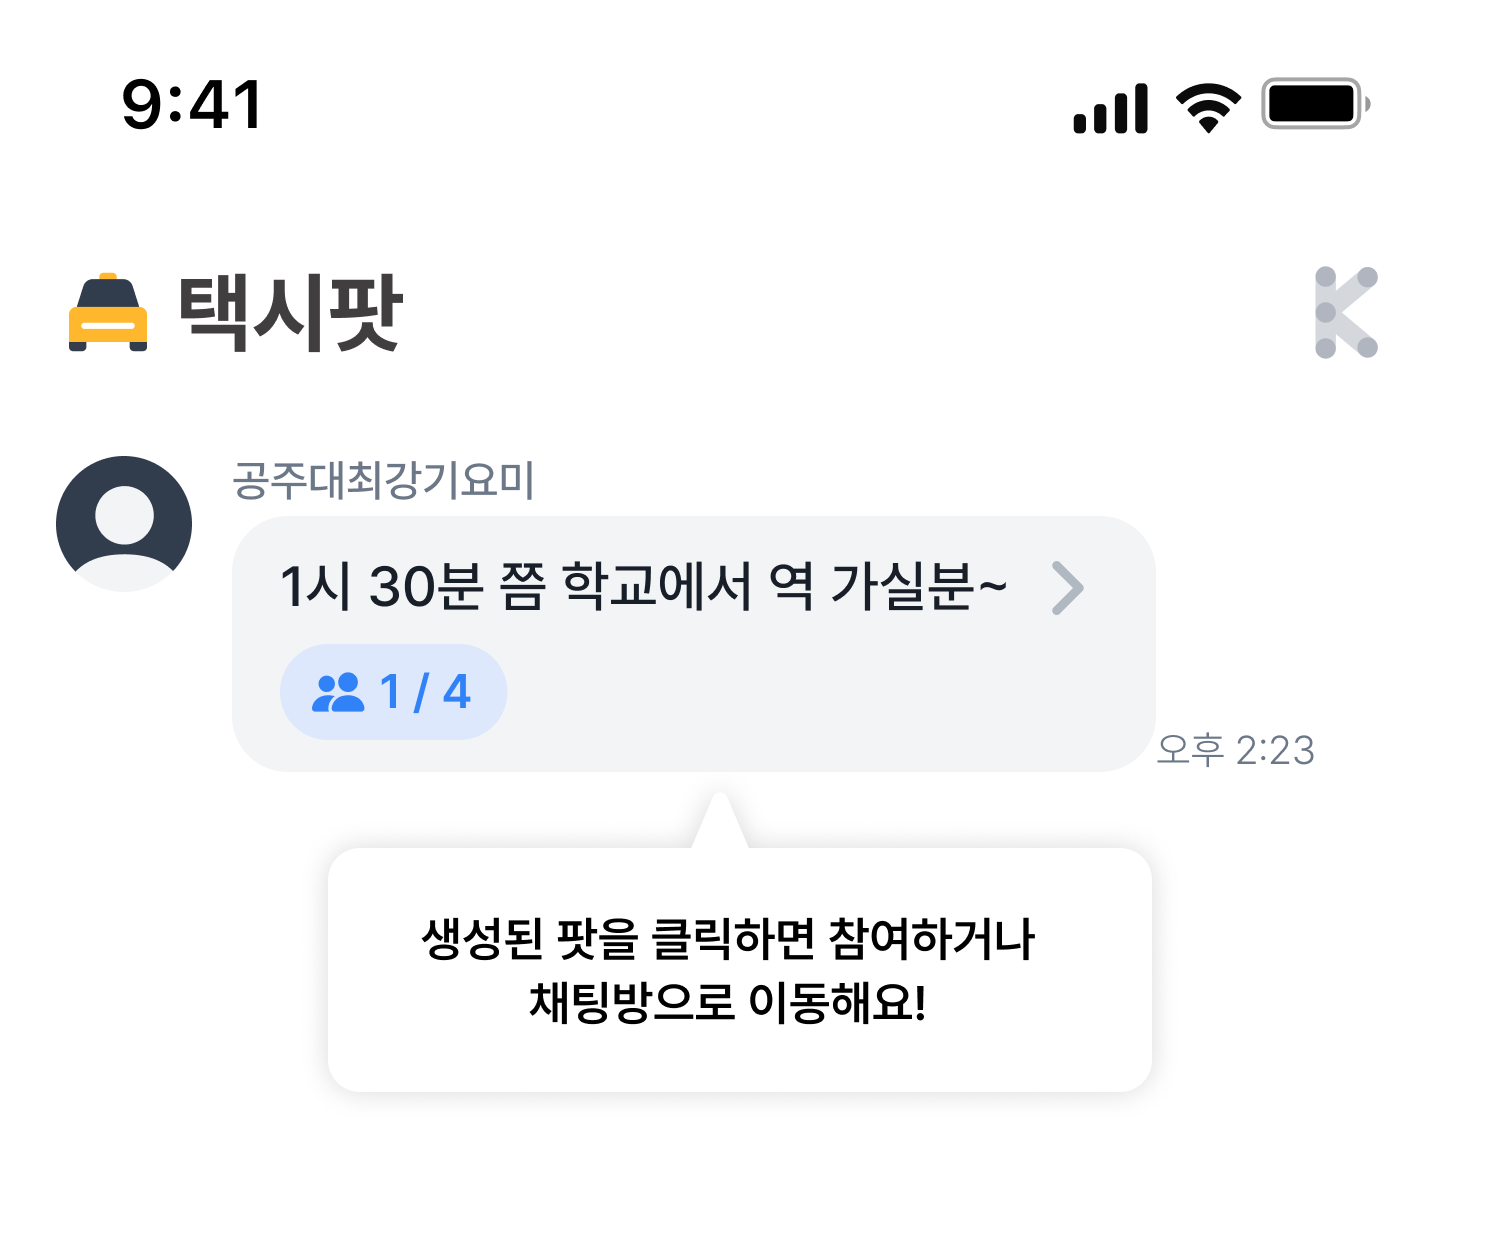 9:41
택시팟
공주대최강기요미
1시 30분 쯤 학교에서 역 가실분~
1 / 4
오후 2:23
생성된 팟을 클릭하면 참여하거나
채팅방으로 이동해요!